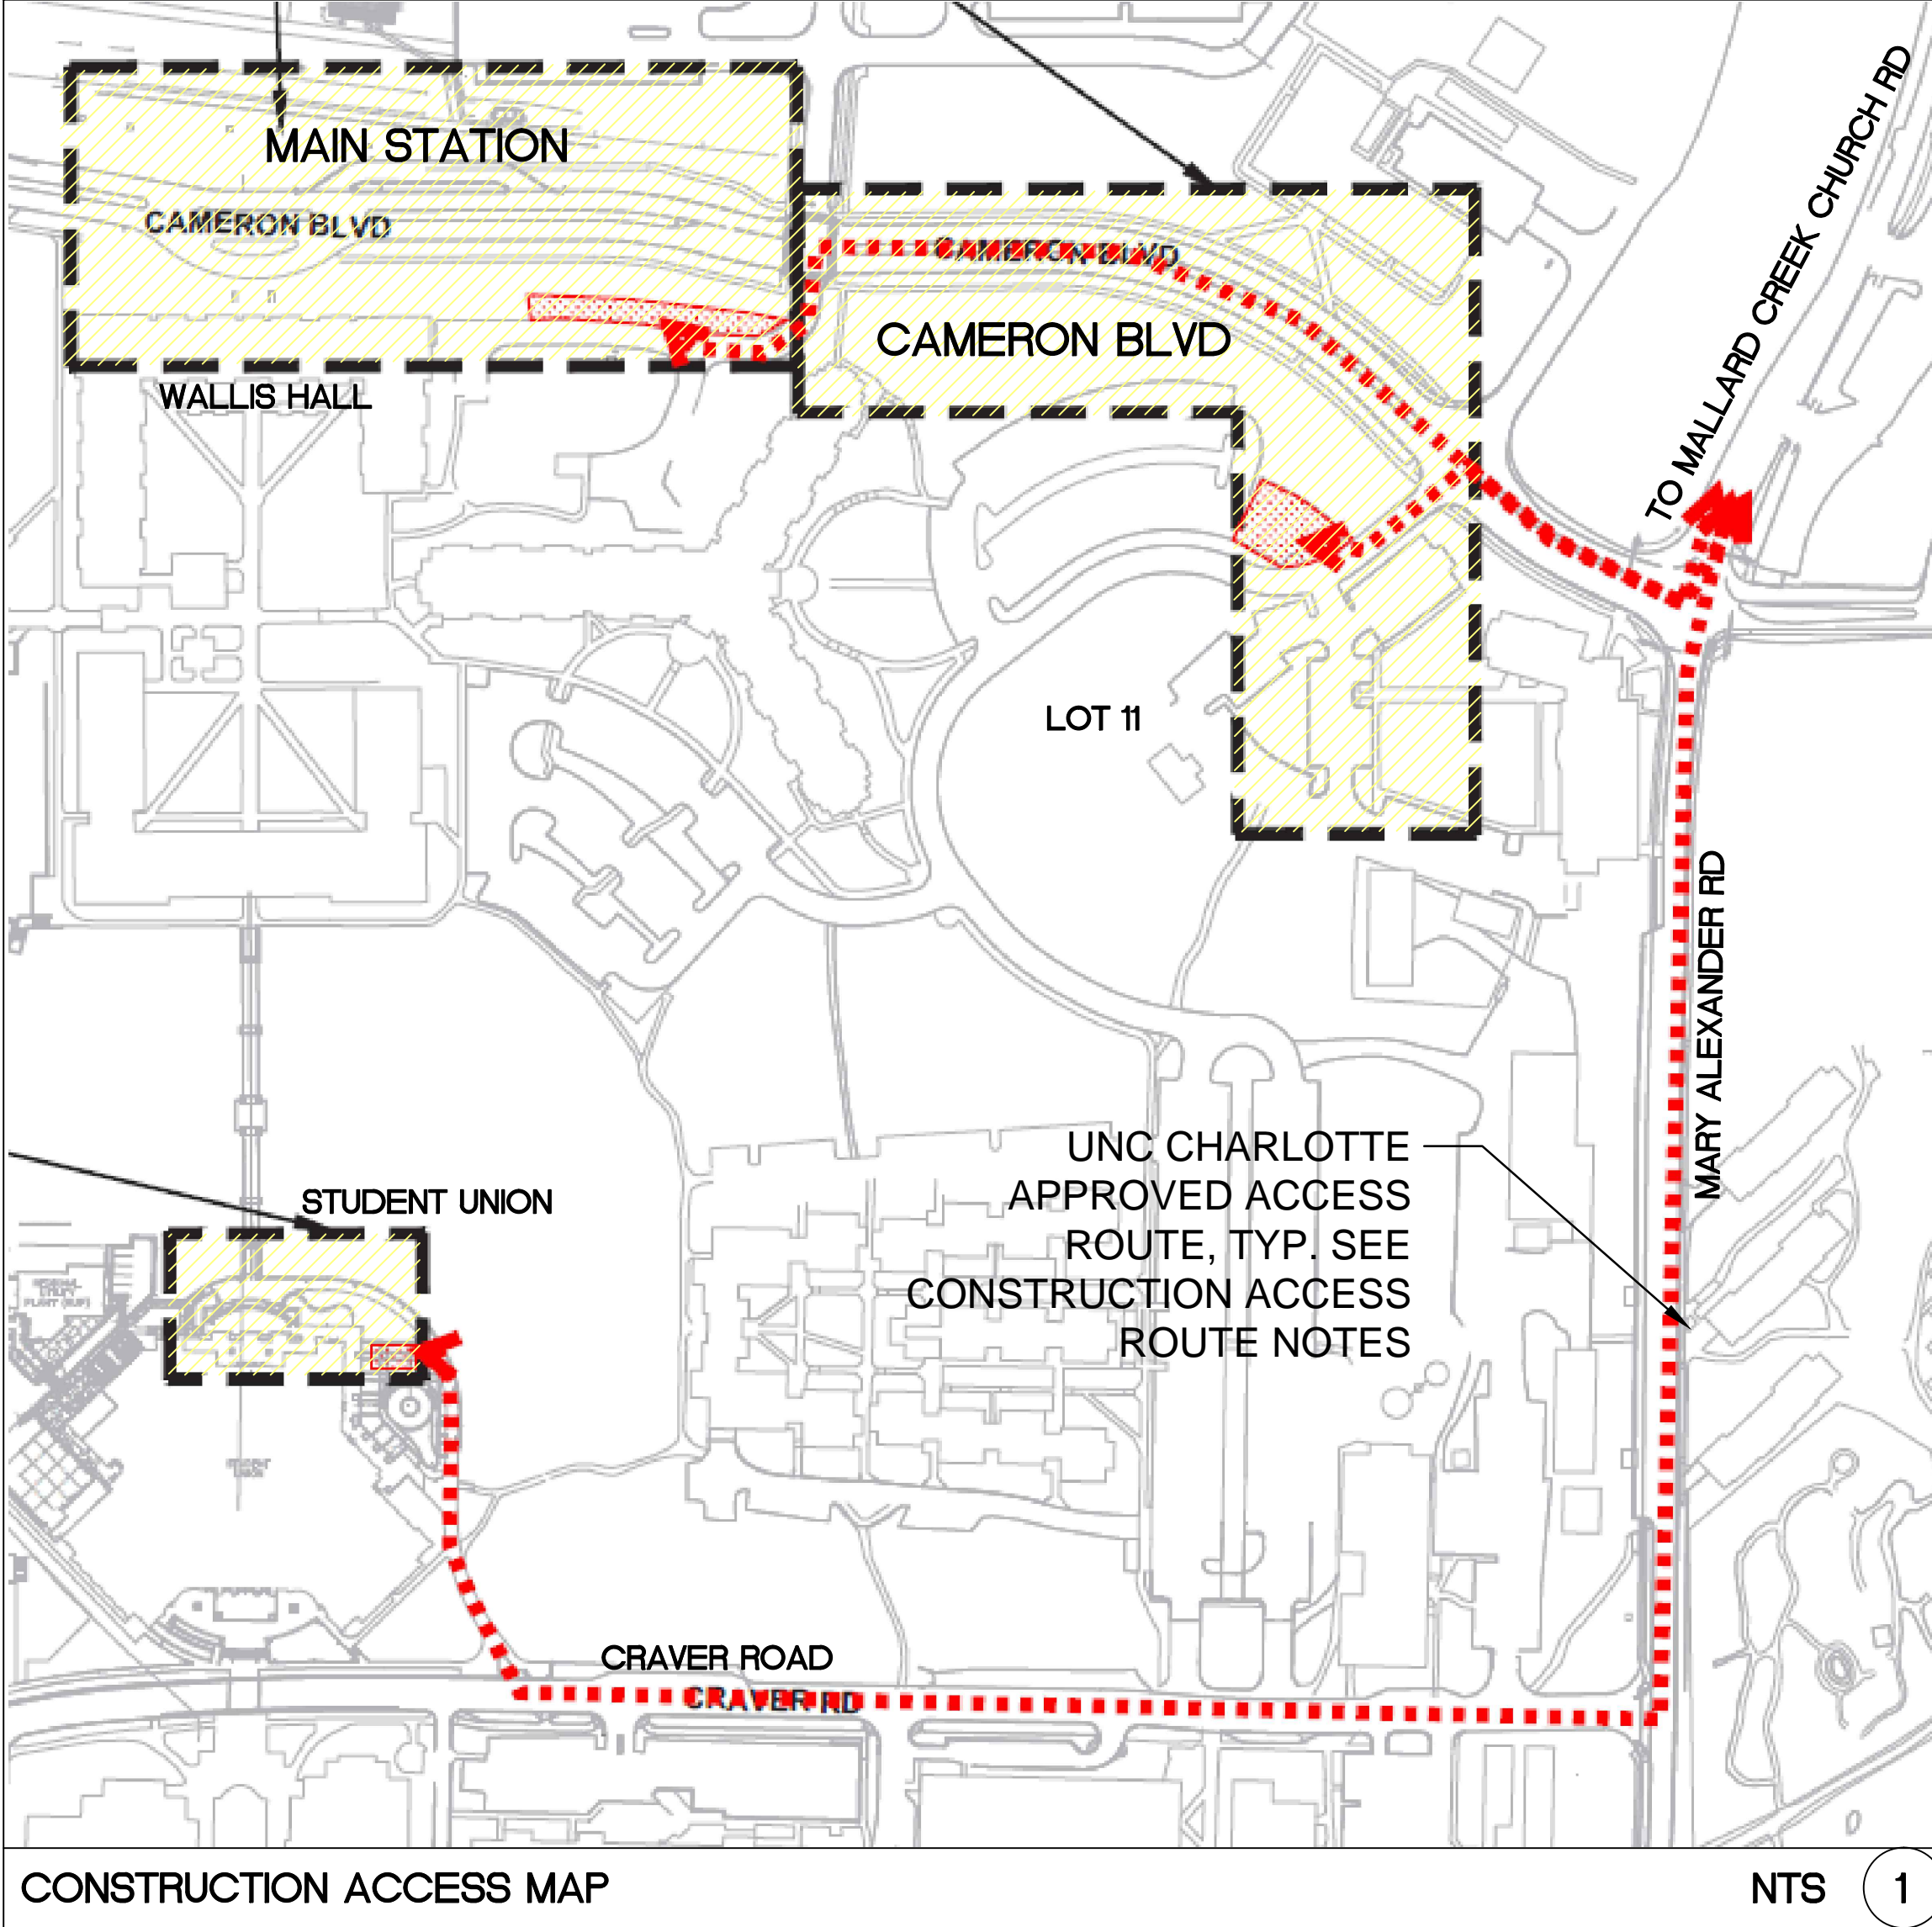 MAIN STATION
CAMERON BLVD
CAMERON BLVD
CAMERON BLVD
TO MALLARD CREEK CHURCH RD
WALLIS HALL
LOT 11
MARY ALEXANDER RD
UNC CHARLOTTE
APPROVED ACCESS
ROUTE, TYP. SEE
CONSTRUCTION ACCESS
ROUTE NOTES
STUDENT UNION
CRAVER ROAD
CRAVER RD
CONSTRUCTION ACCESS MAP
NTS
1